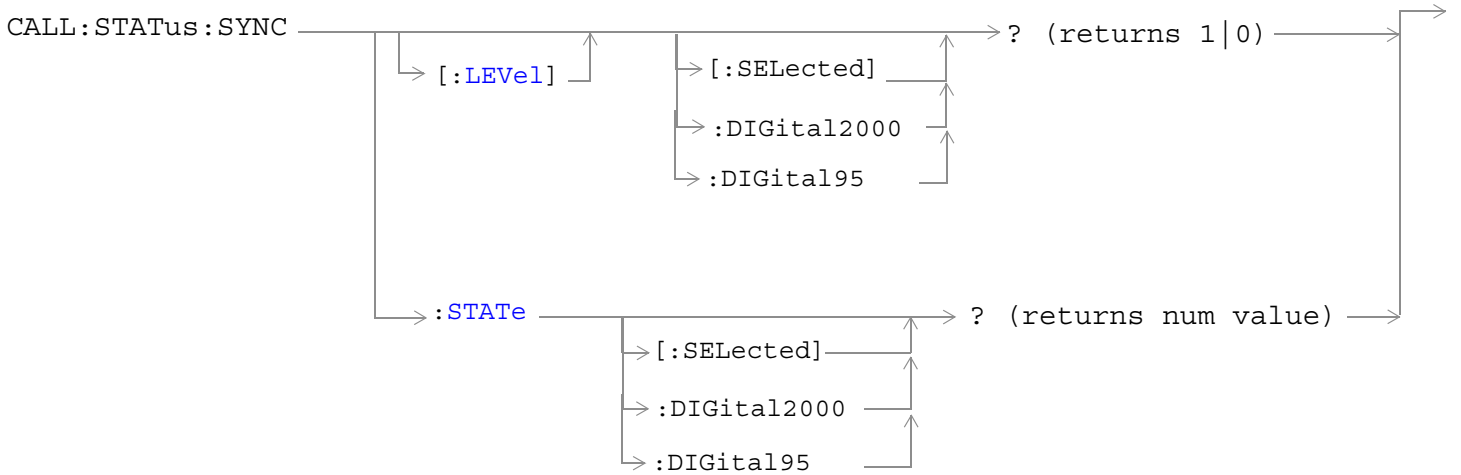 CALL:STATus:SYNC
? (returns 1|0)
[:LEVel]
[:SELected]
:DIGital2000
:DIGital95
:STATe
? (returns num value)
[:SELected]
:DIGital2000
:DIGital95